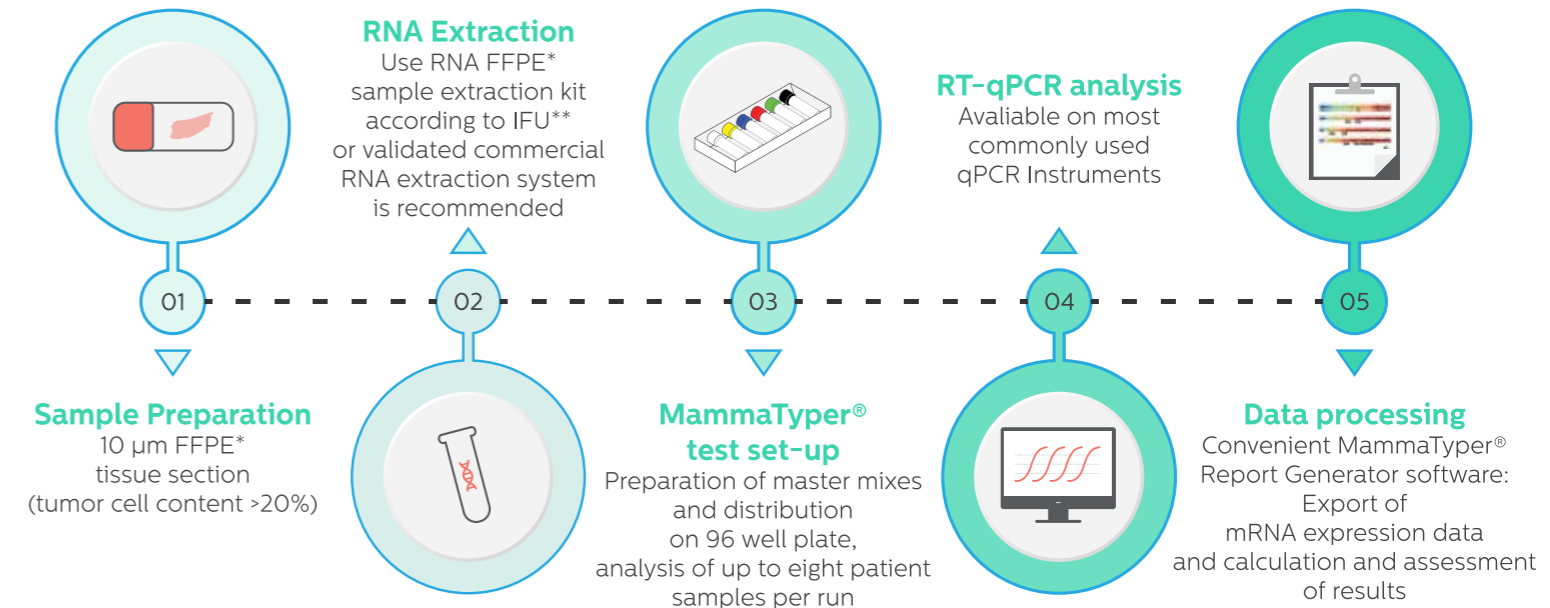 01
Sample Preparation
10 µm FFPE*
tissue section
(tumor cell content >20%)
RNA Extraction
Use RNA FFPE*
sample extraction kit
according to IFU**
or validated commercial
RNA extraction system
is recommended
02
03
MammaTyper®
test set-up
Preparation of master mixes
and distribution
on 96 well plate,
analysis of up to eight patient
samples per run
RT-qPCR analysis
Avaliable on most
commonly used
qPCR Instruments
04
05
Data processing
Convenient MammaTyper®
Report Generator software:
Export of
mRNA expression data
and calculation and assessment
of results